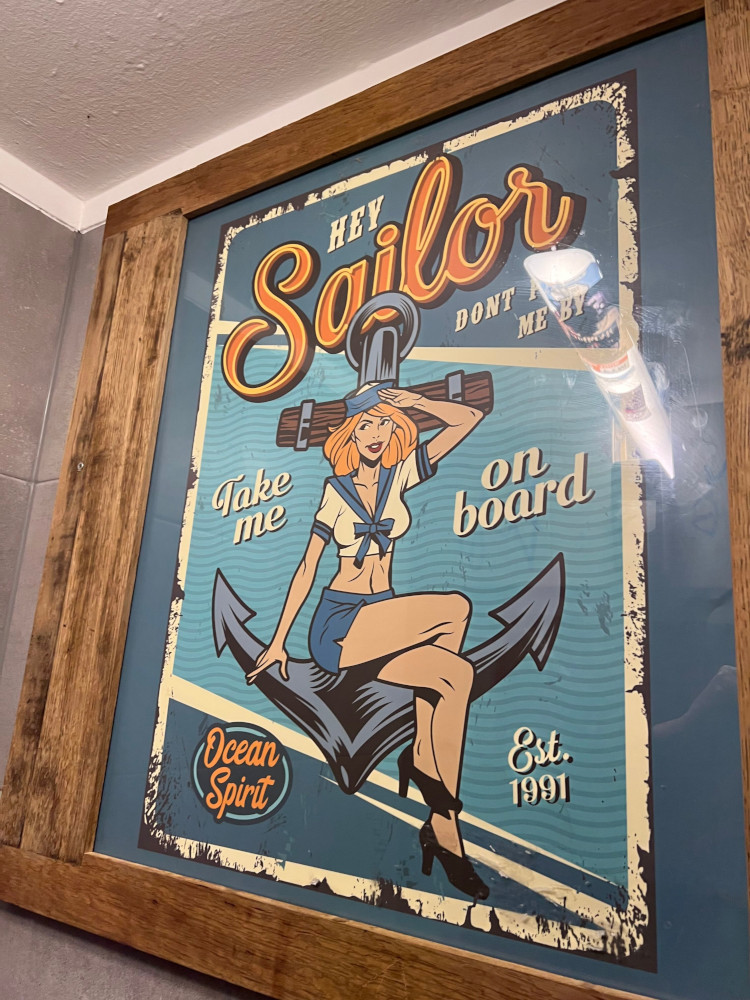 HEY
Sailor
DONT
ME BY
Take
me
on
board
Ocean
Spirit
Est.
1991